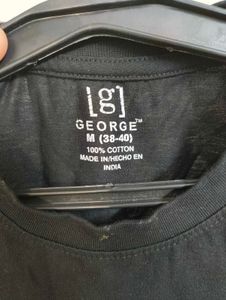 [g]
GEORGE™
M (38-40)
100% COTTON
MADE IN/HECHO EN
INDIA